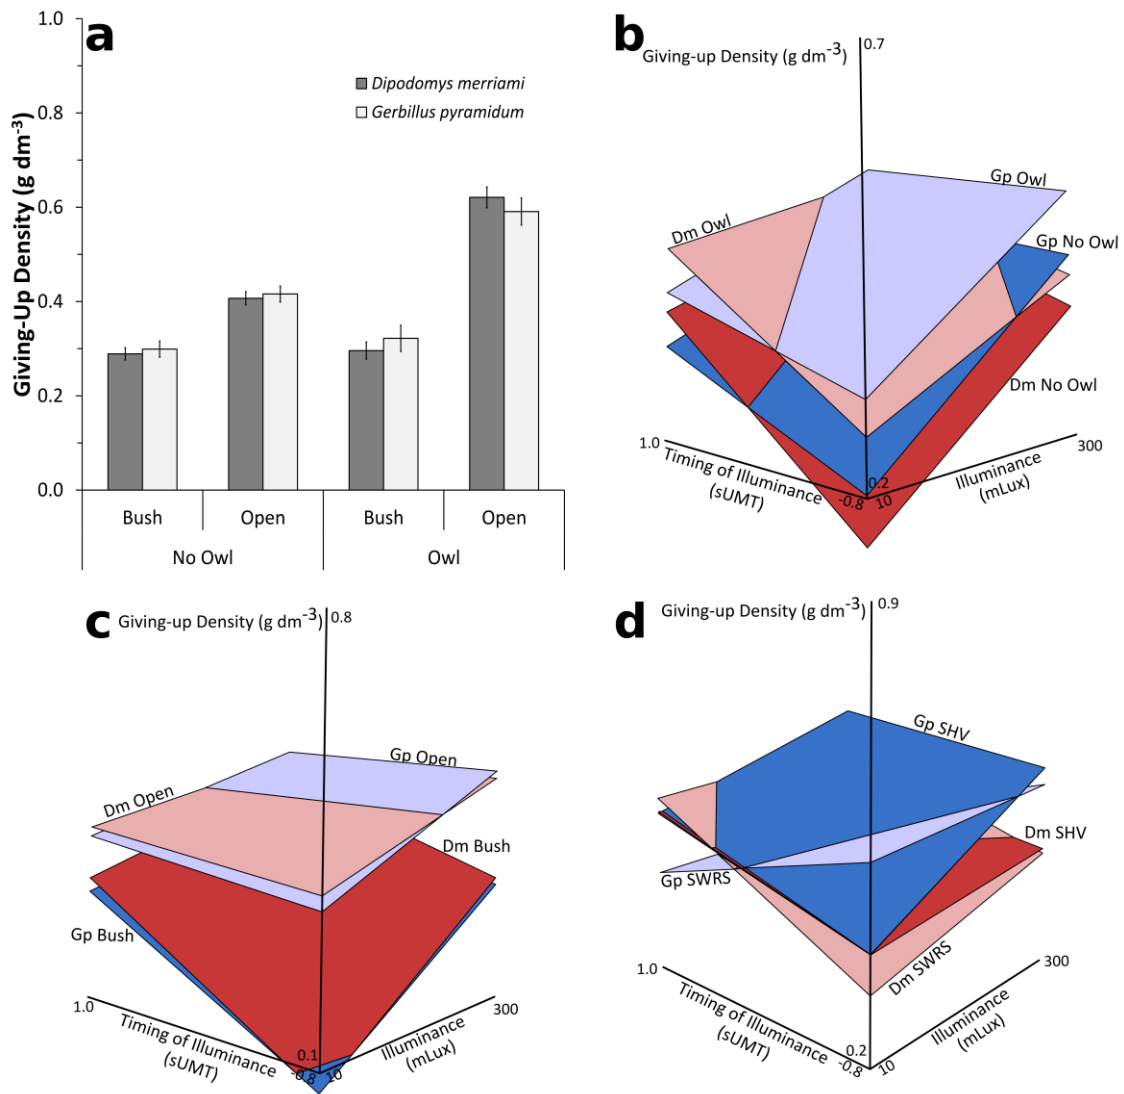 a
1.0
0.8
0.6
0.4
0.2
0.0
Giving-Up Density (g dm-3)
Dipodomys merriami
Gerbillus pyramidum
Bush
Open
Bush
Open
No Owl
Owl
b
Giving-up Density (g dm-3)
0.7
Gp Owl
Dm Owl
Gp No Owl
Dm No Owl
1.0
Timing of Illuminance
(sUMT)
-0.8
0.2
10
Illuminance
(mLux)
300
c
Giving-up Density (g dm-3)
0.8
Gp Open
Dm Open
Dm Bush
Gp Bush
1.0
Timing of Illuminance
(sUMT)
0.1
-0.8
10
Illuminance
(mLux)
300
d
Giving-up Density (g dm-3)
0.9
Gp SHV
Dm SHV
Gp SWRS
Dm SWRS
1.0
Timing of Illuminance
(sUMT)
0.2
-0.8
10
Illuminance
(mLux)
300